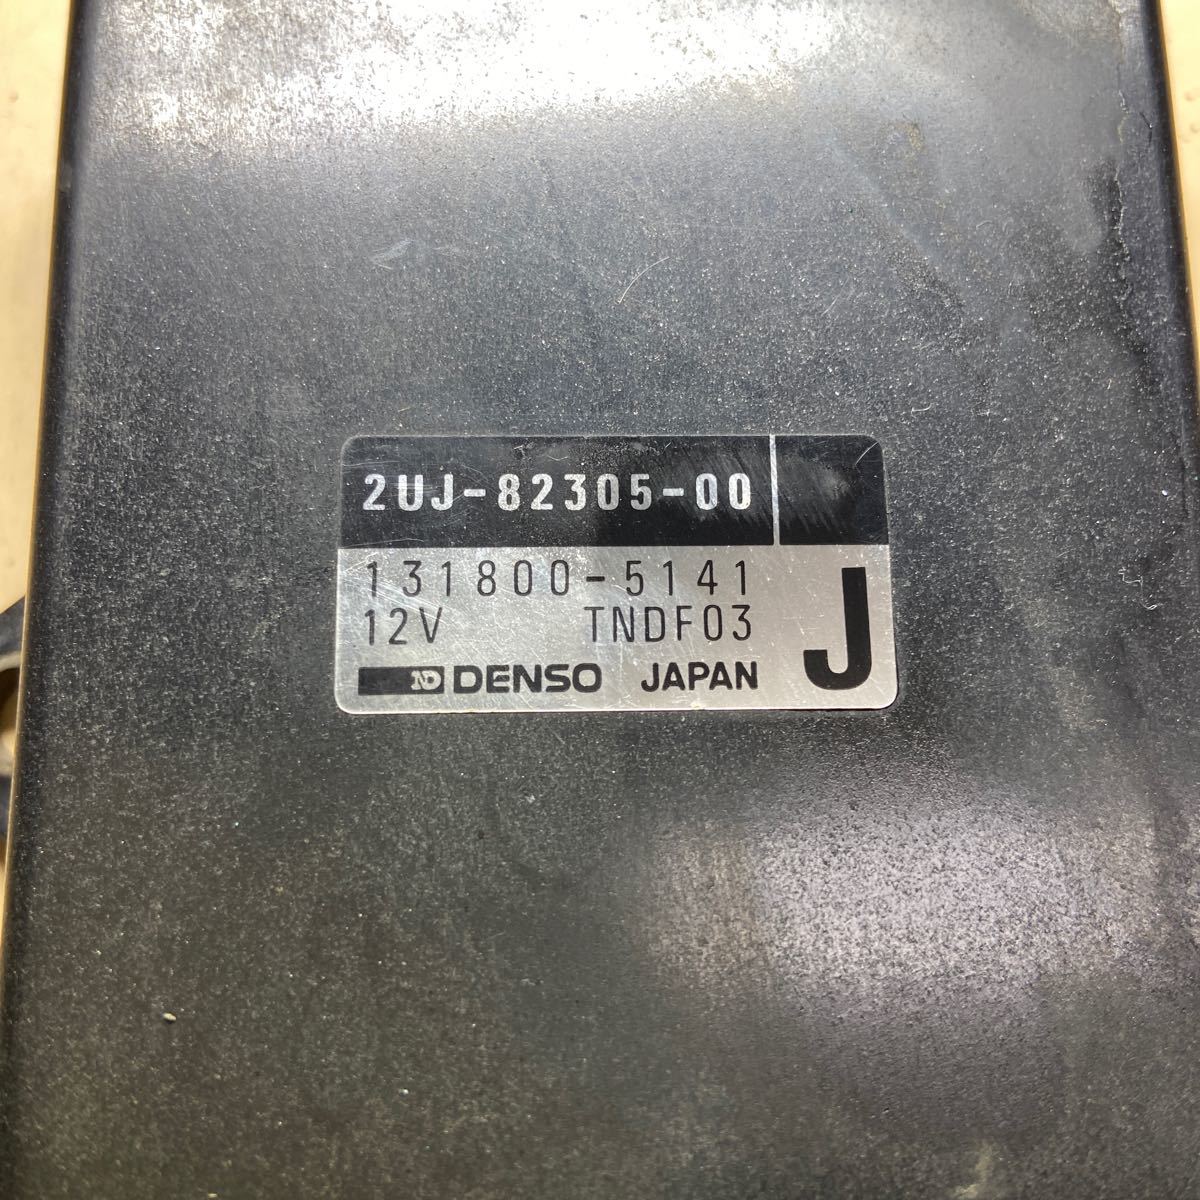 2UJ-82305-00
131800-5141
12V TNDF03
ND DENSO JAPAN
J